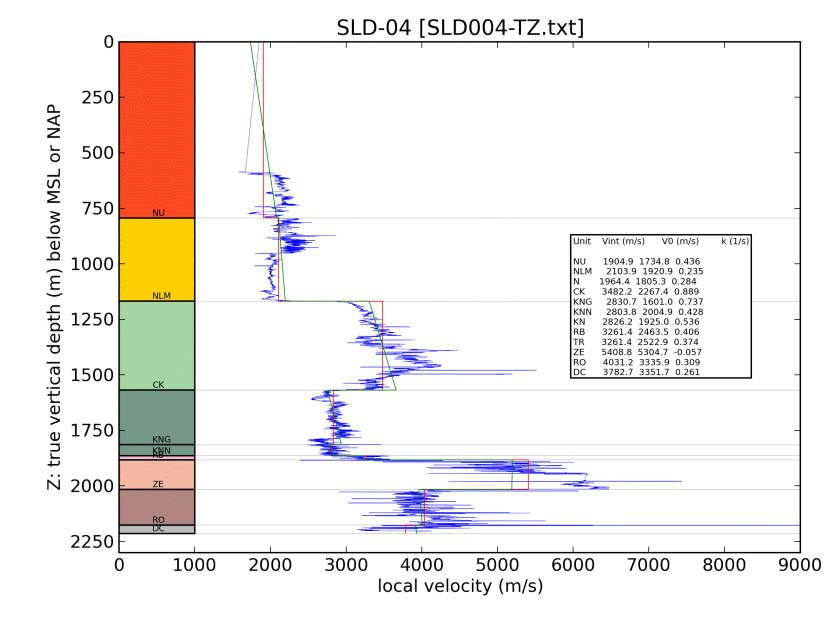 SLD-04 [SLD004-TZ.txt]
Z: true vertical depth (m) below MSL or NAP
0
250
500
750
1000
1250
1500
1750
2000
2250
NU
NLM
CK
KNG
KNN
RB
ZE
RO
DC
Unit Vint (m/s) V0 (m/s) k (1/s)
NU 1904.9 1734.8 0.436
NLM 2103.9 1920.9 0.235
N 1964.4 1805.3 0.284
CK 3482.2 2267.4 0.889
KNG 2830.7 1601.0 0.737
KNN 2803.8 2004.9 0.428
KN 2826.2 1925.0 0.536
RB 3261.4 2463.5 0.406
TR 3261.4 2522.9 0.374
ZE 5408.8 5304.7 -0.057
RO 4031.2 3335.9 0.309
DC 3782.7 3351.7 0.261
0 1000 2000 3000 4000 5000 6000 7000 8000 9000
local velocity (m/s)